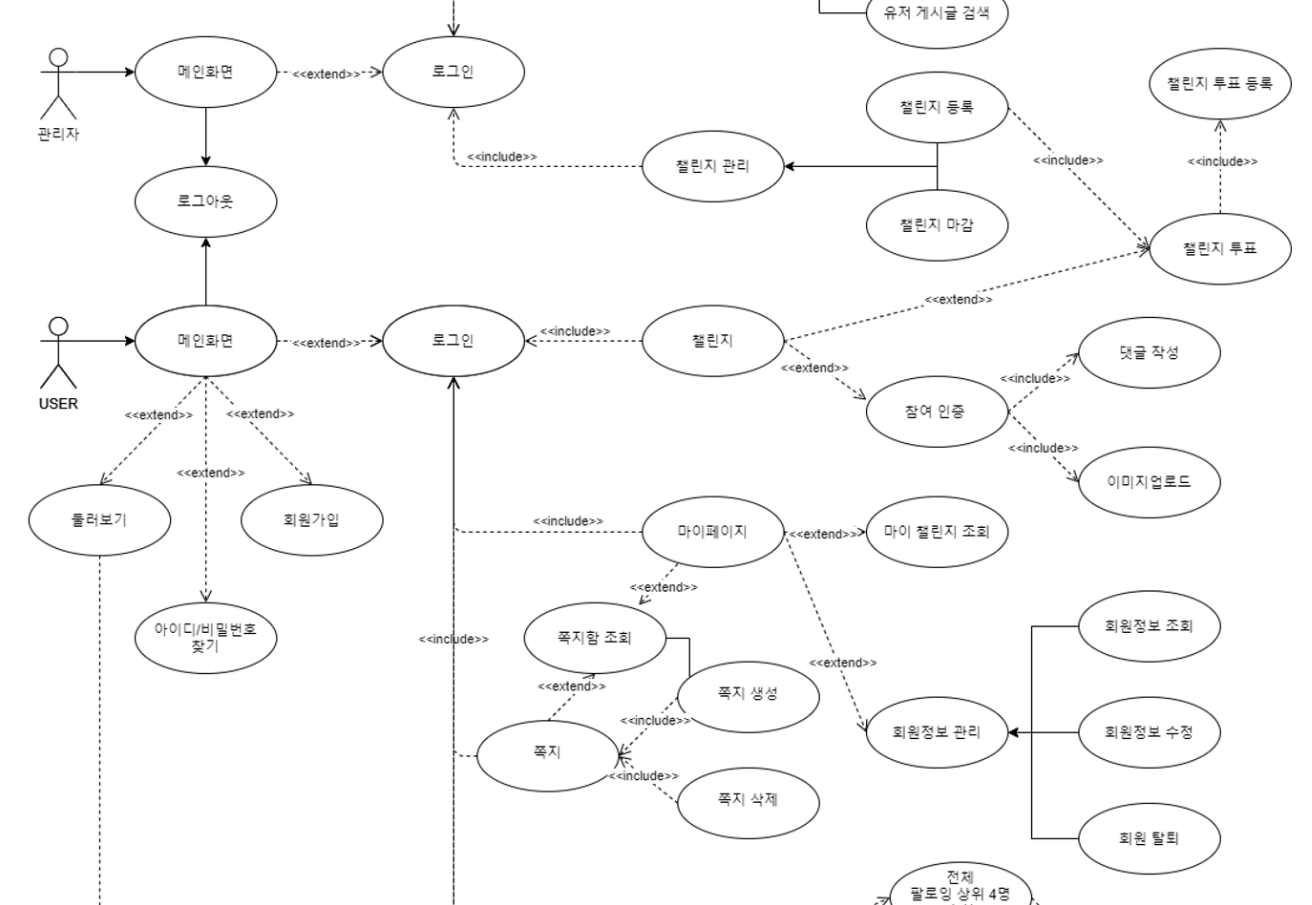 유저 게시글 검색
메인화면
<<extend>>
로그인
챌린지 등록
챌린지 투표 등록
관리자
<<include>>
챌린지 관리
<<include>>
<<include>>
로그아웃
챌린지 마감
챌린지 투표
<<extend>>
메인화면
<<extend>>
로그인
<<include>>
챌린지
댓글 작성
<<extend>>
<<include>>
USER
<<extend>>
<<extend>>
참여 인증
<<include>>
<<extend>>
이미지업로드
둘러보기
회원가입
<<include>>
마이페이지
<<extend>>
마이 챌린지 조회
<<extend>>
아이디/비밀번호
찾기
<<include>>
쪽지함 조회
회원정보 조회
<<extend>>
<<extend>>
쪽지 생성
<<include>>
회원정보 관리
회원정보 수정
쪽지
<<include>>
쪽지 삭제
회원 탈퇴
전체
팔로잉 상위 4명